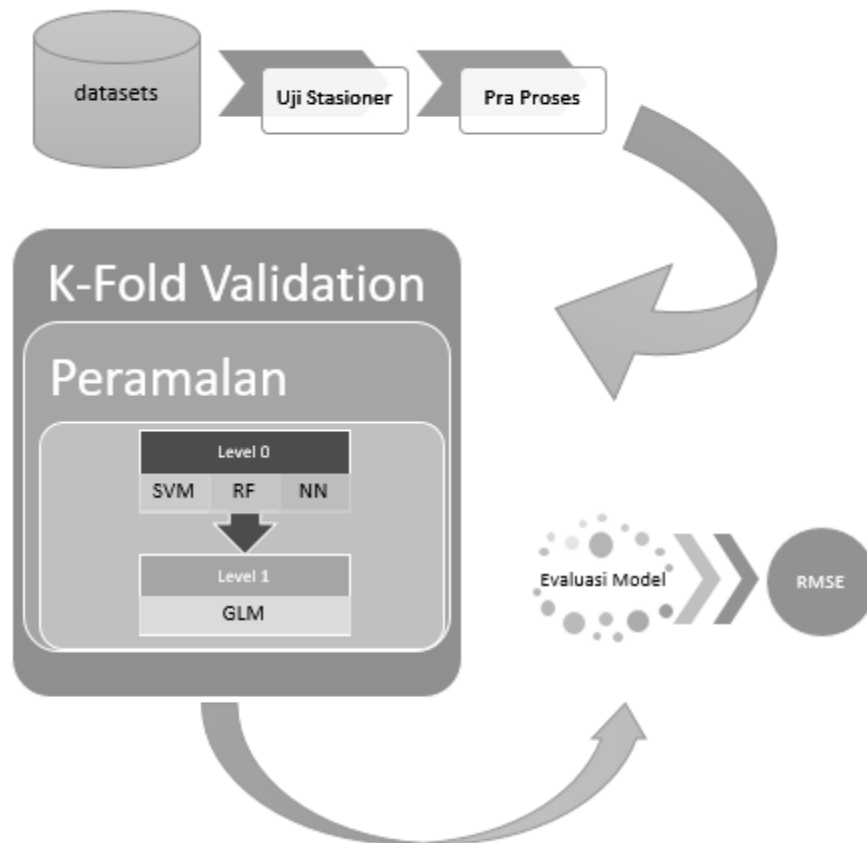 datasets
Uji Stasioner
Pra Proses
K-Fold Validation
Peramalan
Level 0
SVM RF NN
Level 1
GLM
Evaluasi Model
RMSE